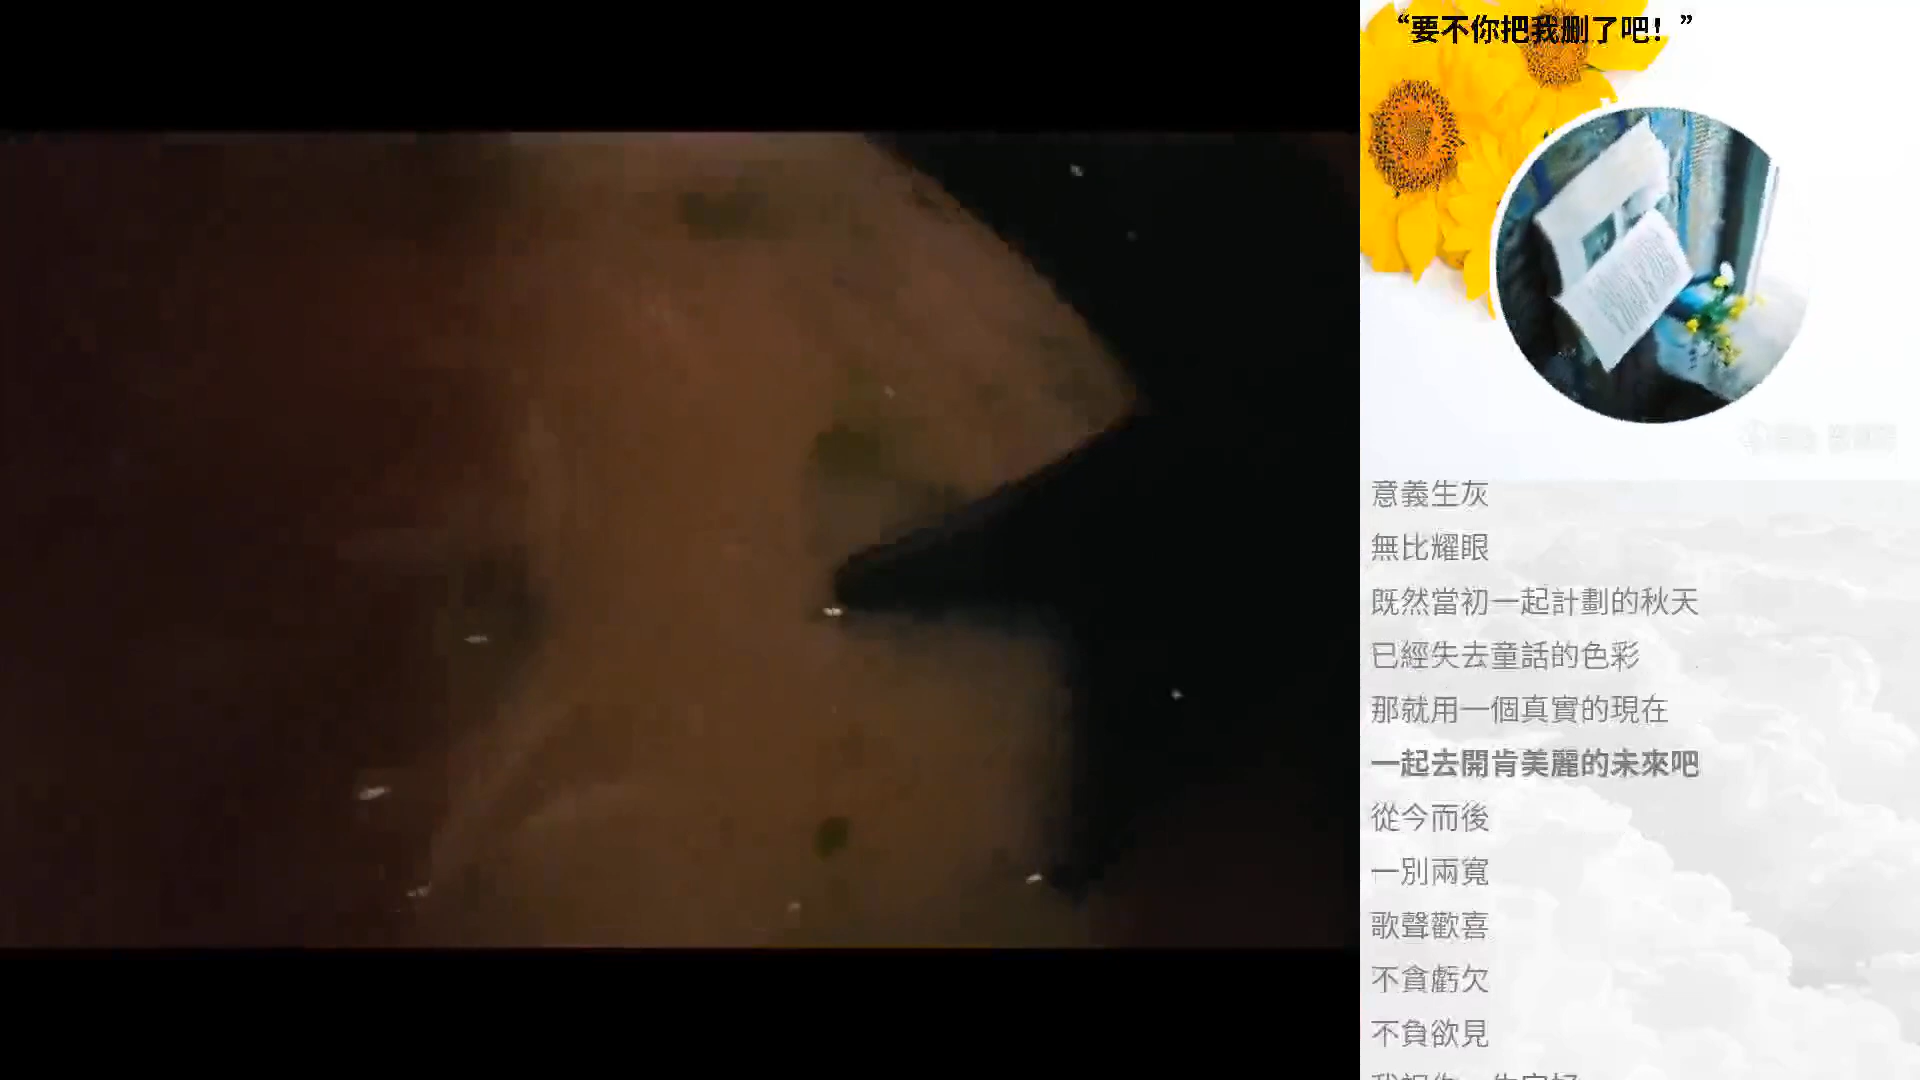 “要不你把我删了吧！”
意義生灰
無比耀眼
既然當初一起計劃的秋天
已經失去童話的色彩
那就用一個真實的現在
一起去開肯美麗的未來吧
從今而後
一別兩寬
歌聲歡喜
不貪虧欠
不負欲見